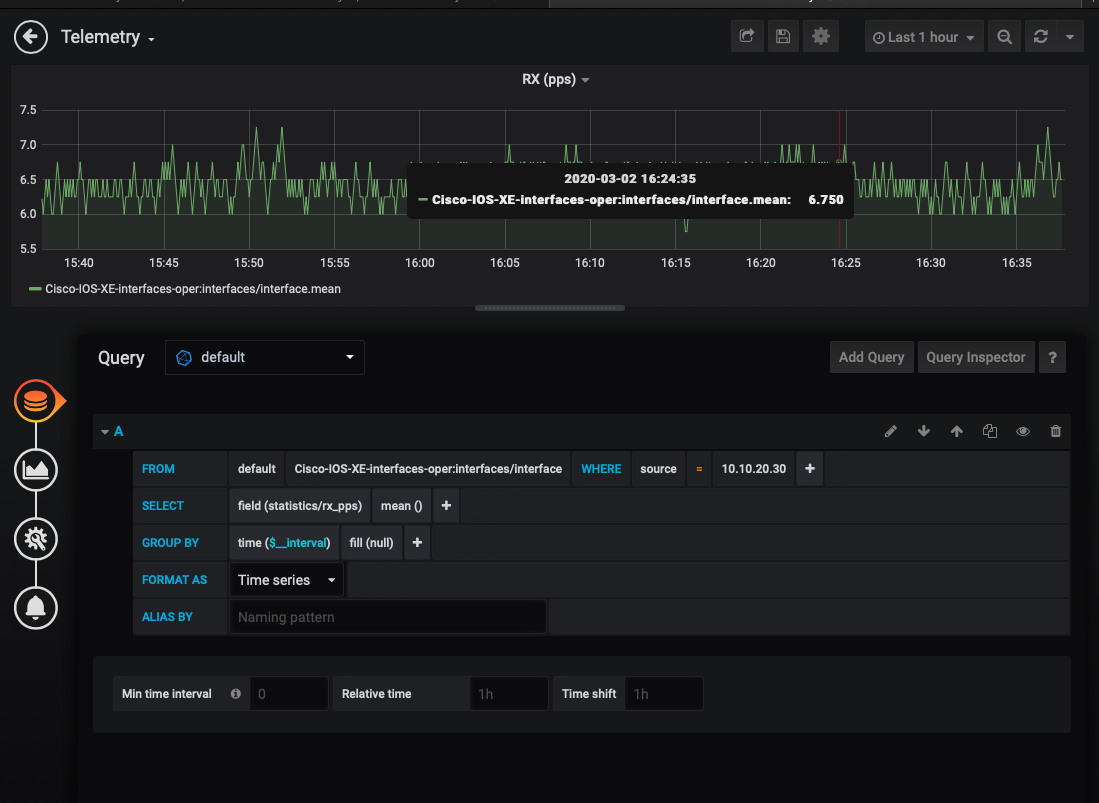 Telemetry
Last 1 hour
RX (pps)
7.5
7.0
6.5
6.0
5.5
2020-03-02 16:24:35
Cisco-IOS-XE-interfaces-oper:interfaces/interface.mean: 6.750
15:40 15:45 15:50 15:55 16:00 16:05 16:10 16:15 16:20 16:25 16:30 16:35
Cisco-IOS-XE-interfaces-oper:interfaces/interface.mean
Query default Add Query Query Inspector ?
A
FROM default Cisco-IOS-XE-interfaces-oper:interfaces/interface WHERE source = 10.10.20.30 +
SELECT field (statistics/rx_pps) mean () +
GROUP BY time ($__interval) fill (null) +
FORMAT AS Time series
ALIAS BY Naming pattern
Min time interval 0 Relative time 1h Time shift 1h